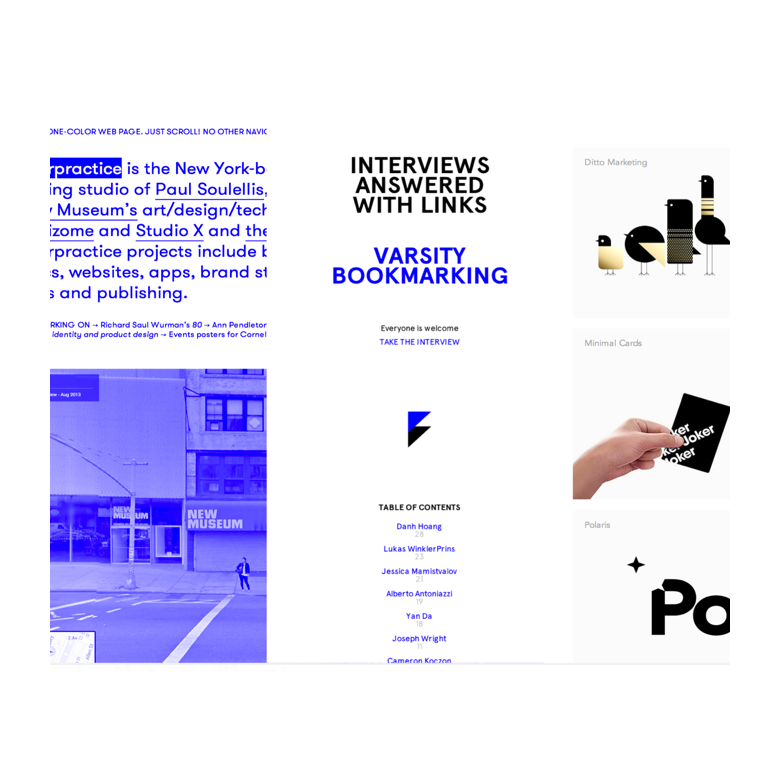 ONE-COLOR WEB PAGE. JUST SCROLL! NO OTHER NAVIG
rpractice is the New York-b
ing studio of Paul Soulellis,
Museum's art/design/tech
izome and Studio X and the
rpractice projects include b
s, websites, apps, brand st
s and publishing.
RKING ON → Richard Saul Wurman's 80 → Ann Pendleton
identity and product design → Events posters for Cornel
ew - Aug 2013
NEW
MUSEUM
NEW
MUSEUM
INTERVIEWS
ANSWERED
WITH LINKS
VARSITY
BOOKMARKING
Everyone is welcome
TAKE THE INTERVIEW
TABLE OF CONTENTS
Danh Hoang
28
Lukas WinklerPrins
23
Jessica Mamistvalov
21
Alberto Antoniazzi
19
Yan Da
18
Joseph Wright
11
Cameron Koczon
Ditto Marketing
Minimal Cards
ker
Joker
Joker
Polaris
Po